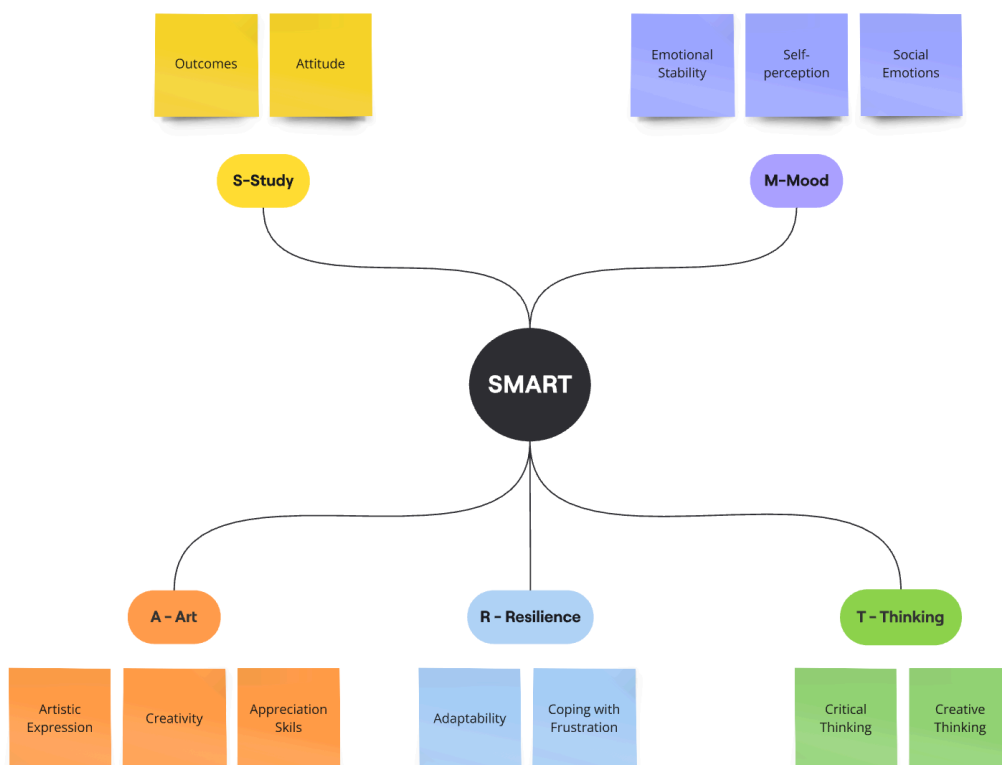 Outcomes
Attitude
Emotional
Stability
Self-
perception
Social
Emotions
S-Study
M-Mood
SMART
A - Art
R - Resilience
T - Thinking
Artistic
Expression
Creativity
Appreciation
Skils
Adaptability
Coping with
Frustration
Critical
Thinking
Creative
Thinking